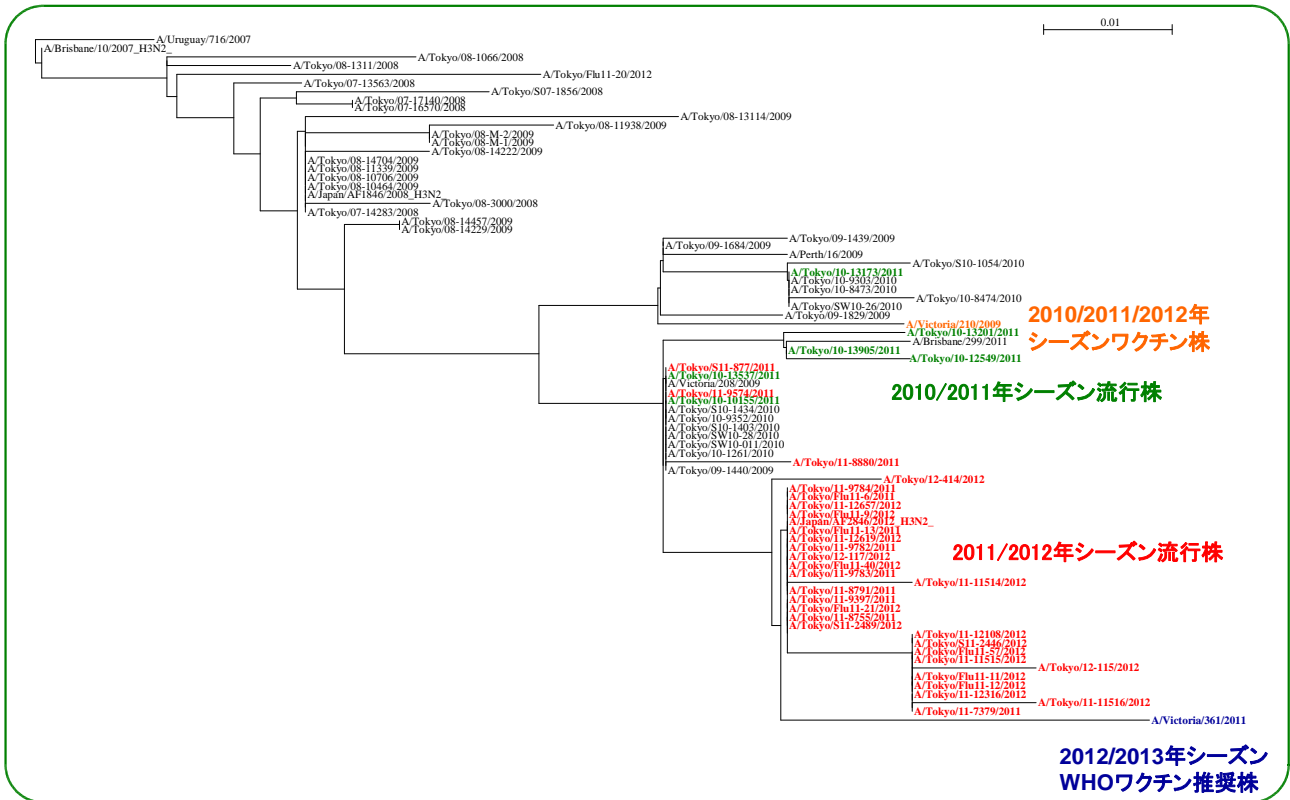 0.01
A/Uruguay/716/2007
A/Brisbane/10/2007_H3N2_
A/Tokyo/08-1066/2008
A/Tokyo/08-1311/2008
A/Tokyo/Flu11-20/2012
A/Tokyo/07-13563/2008
A/Tokyo/S07-1856/2008
A/Tokyo/07-17140/2008
A/Tokyo/07-16570/2008
A/Tokyo/08-13114/2009
A/Tokyo/08-11938/2009
A/Tokyo/08-M-2/2009
A/Tokyo/08-M-1/2009
A/Tokyo/08-14222/2009
A/Tokyo/08-14704/2009
A/Tokyo/08-11339/2009
A/Tokyo/08-10706/2009
A/Tokyo/08-10464/2009
A/Japan/AF1846/2008_H3N2_
A/Tokyo/08-3000/2008
A/Tokyo/07-14283/2008
A/Tokyo/08-14457/2009
A/Tokyo/08-14229/2009
A/Tokyo/09-1439/2009
A/Tokyo/09-1684/2009
A/Perth/16/2009
A/Tokyo/S10-1054/2010
A/Tokyo/10-13173/2011
A/Tokyo/10-9303/2010
A/Tokyo/10-8473/2010
A/Tokyo/10-8474/2010
A/Tokyo/SW10-26/2010
A/Tokyo/09-1829/2009
A/Victoria/210/2009
2010/2011/2012年
シーズンワクチン株
A/Tokyo/10-13201/2011
A/Brisbane/299/2011
A/Tokyo/10-13905/2011
A/Tokyo/10-12549/2011
A/Tokyo/S11-877/2011
A/Tokyo/10-13537/2011
A/Victoria/208/2009
A/Tokyo/11-9574/2011
A/Tokyo/10-10155/2011
2010/2011年シーズン流行株
A/Tokyo/S10-1434/2010
A/Tokyo/10-9352/2010
A/Tokyo/S10-1403/2010
A/Tokyo/SW10-28/2010
A/Tokyo/SW10-011/2010
A/Tokyo/10-1261/2010
A/Tokyo/11-8880/2011
A/Tokyo/09-1440/2009
A/Tokyo/12-414/2012
A/Tokyo/11-9784/2011
A/Tokyo/Flu11-6/2011
A/Tokyo/11-12657/2012
A/Tokyo/Flu11-9/2012
A/Japan/AF2846/2012_H3N2_
A/Tokyo/Flu11-13/2011
A/Tokyo/11-12619/2012
A/Tokyo/11-9782/2011
A/Tokyo/12-117/2012
A/Tokyo/Flu11-40/2012
A/Tokyo/11-9783/2011
2011/2012年シーズン流行株
A/Tokyo/11-11514/2012
A/Tokyo/11-8791/2011
A/Tokyo/11-9397/2011
A/Tokyo/Flu11-21/2012
A/Tokyo/11-8755/2011
A/Tokyo/S11-2489/2012
A/Tokyo/11-12108/2012
A/Tokyo/S11-2446/2012
A/Tokyo/Flu11-57/2012
A/Tokyo/11-11515/2012
A/Tokyo/12-115/2012
A/Tokyo/Flu11-11/2012
A/Tokyo/Flu11-12/2012
A/Tokyo/11-12316/2012
A/Tokyo/11-11516/2012
A/Tokyo/11-7379/2011
A/Victoria/361/2011
2012/2013年シーズン
WHOワクチン推奨株